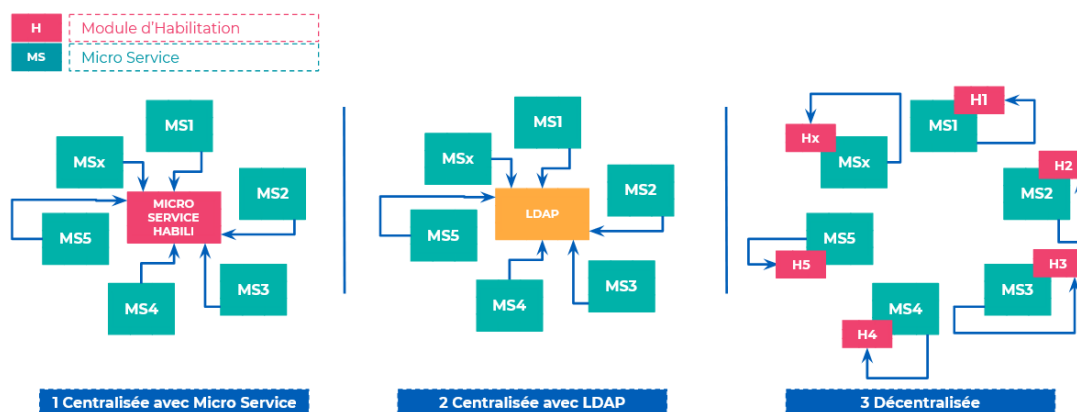 H
Module d'Habilitation
MS
Micro Service
MS1
MSx
MS2
MICRO
SERVICE
HABILI
MS5
MS4
MS3
1 Centralisée avec Micro Service
MS1
MSx
MS2
LDAP
MS5
MS4
MS3
2 Centralisée avec LDAP
H1
MS1
Hx
MSx
H2
MS2
MS5
H5
H3
MS3
MS4
H4
3 Décentralisée